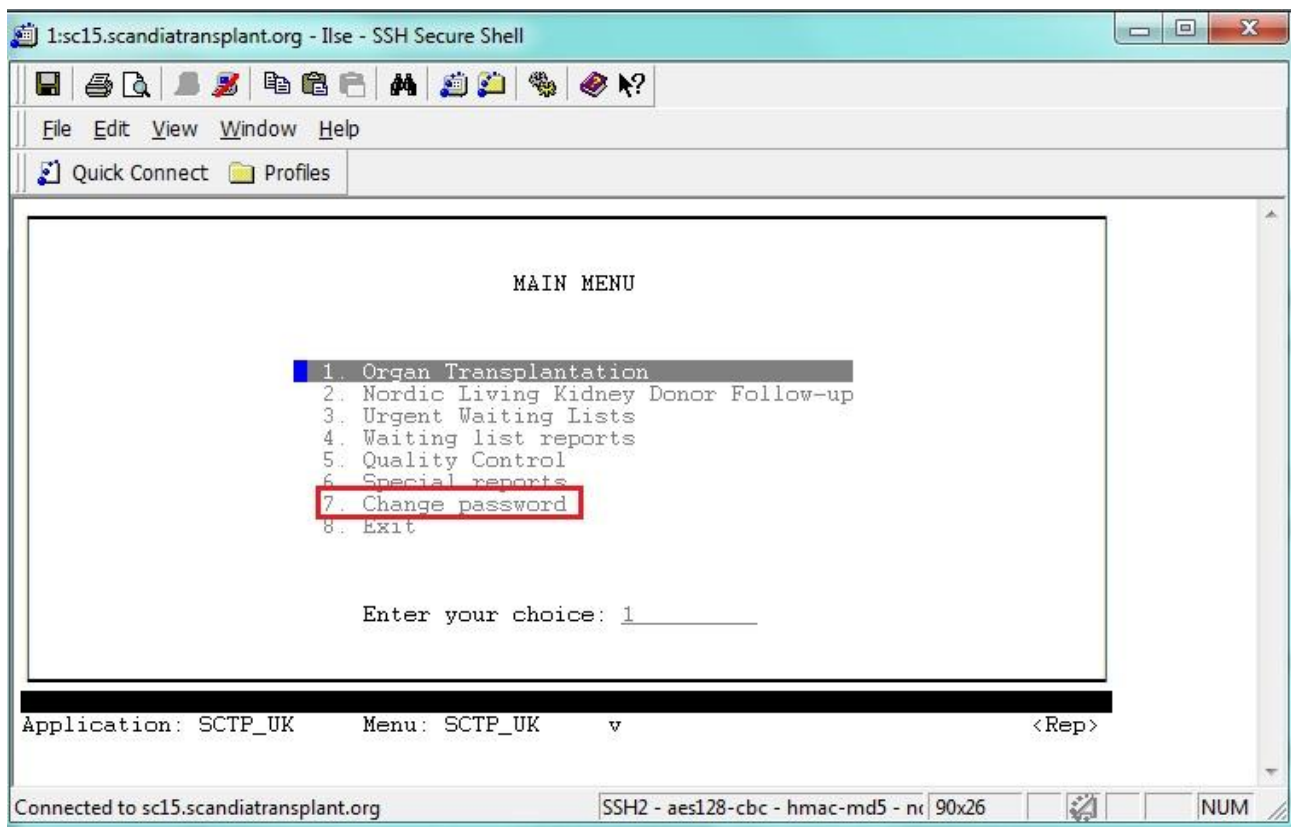 1:sc15.scandiatransplant.org - Ilse - SSH Secure Shell
File Edit View Window Help
Quick Connect Profiles
MAIN MENU
1. Organ Transplantation
2. Nordic Living Kidney Donor Follow-up
3. Urgent Waiting Lists
4. Waiting list reports
5. Quality Control
6. Special reports
7. Change password
8. Exit
Enter your choice: 1
Application: SCTP_UK Menu: SCTP_UK v <Rep>
Connected to sc15.scandiatransplant.org SSH2 - aes128-cbc - hmac-md5 - 90x26 NUM